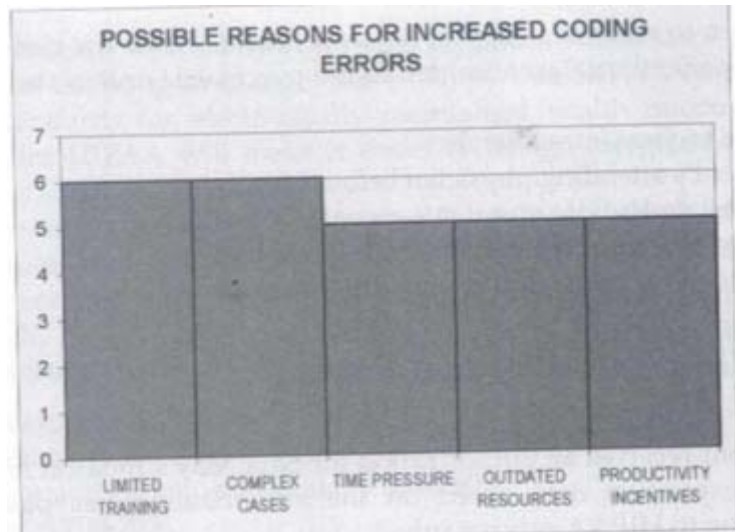 POSSIBLE REASONS FOR INCREASED CODING
ERRORS
7
6
5
4
3
2
1
0
LIMITED
TRAINING
COMPLEX
CASES
TIME PRESSURE
OUTDATED
RESOURCES
PRODUCTIVITY
INCENTIVES